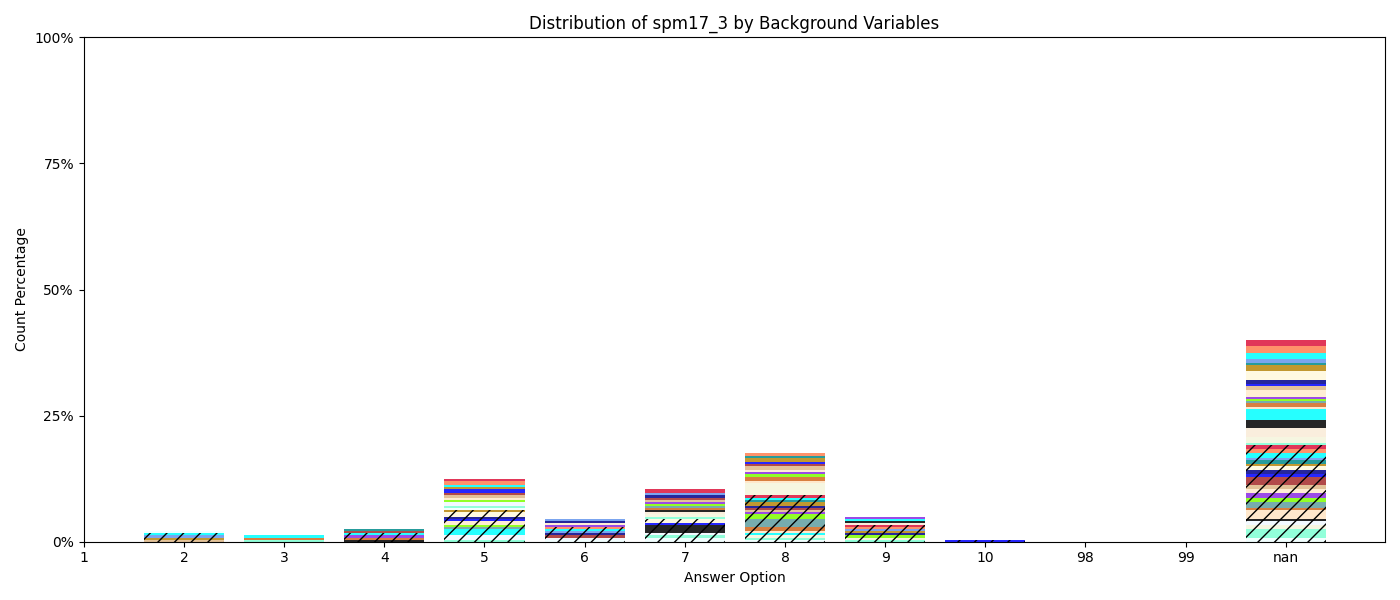 Distribution of spm17_3 by Background Variables
100%
75%
50%
25%
0%
Count Percentage
1 2 3 4 5 6 7 8 9 10 98 99 nan
Answer Option